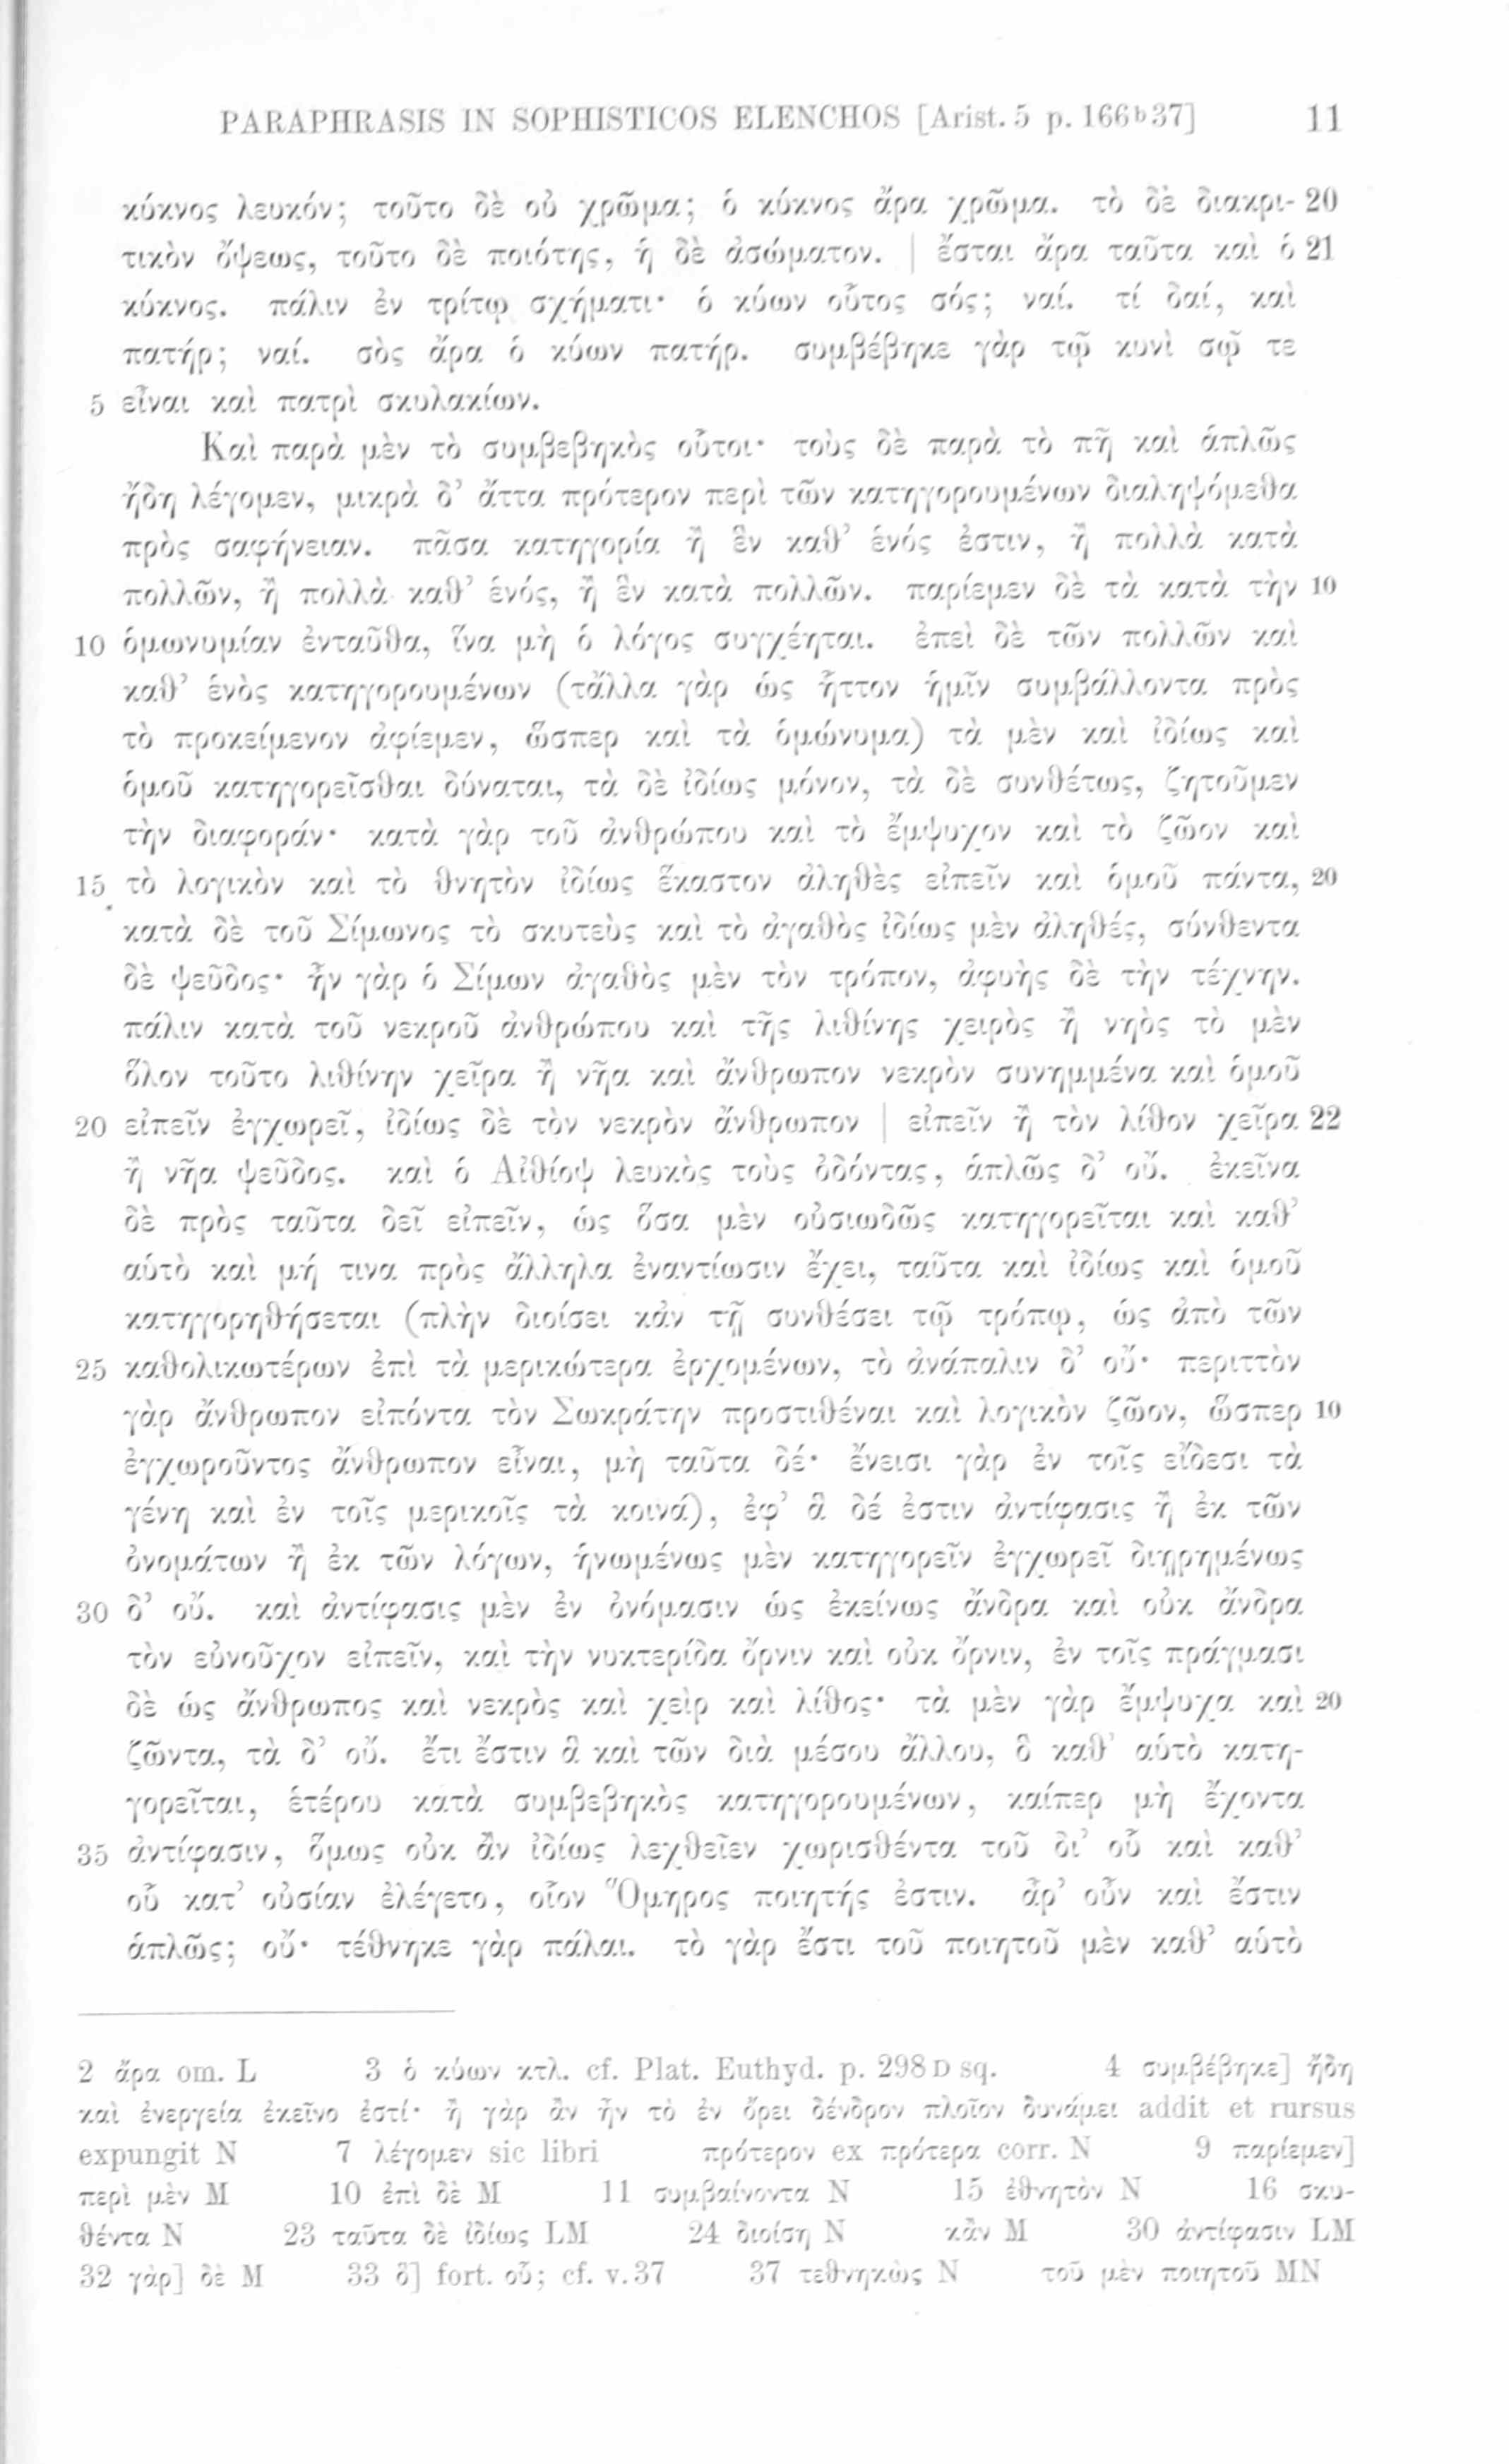 PARAPHRASIS IN SOPHISTICOS ELENCHOS [Arist. 5 p. 166b37] 11
κύκνος λευκόν; τοῦτο δὲ οὐ χρῶμα; ὁ κύκνος ἄρα χρῶμα. τὸ δὲ διακρι- 20
τικὸν ὄψεως, τοῦτο δὲ ποιότης, ἡ δὲ ἀσώματον. | ἔσται ἄρα ταῦτα καὶ ὁ 21
κύκνος. πάλιν ἐν τρίτῳ σχήματι· ὁ κύων οὗτος σός; ναί. τί δαί, καὶ
πατήρ; ναί. σὸς ἄρα ὁ κύων πατήρ. συμβέβηκε γὰρ τῷ κυνὶ σῷ τε
5 εἶναι καὶ πατρὶ σκυλακίων.
Καὶ παρὰ μὲν τὸ συμβεβηκὸς οὗτοι· τοὺς δὲ παρὰ τὸ πῆ καὶ ἁπλῶς
ἤδη λέγομεν, μικρὰ δ’ ἄττα πρότερον περὶ τῶν κατηγορουμένων διαληψόμεθα
πρὸς σαφήνειαν. πᾶσα κατηγορία ἢ ἓν καθ’ ἑνός ἐστιν, ἢ πολλὰ κατὰ
πολλῶν, ἢ πολλὰ καθ’ ἑνός, ἢ ἓν κατὰ πολλῶν. παρίεμεν δὲ τὰ κατὰ τὴν 10
10 ὁμωνυμίαν ἐνταῦθα, ἵνα μὴ ὁ λόγος συγχέηται. ἐπεὶ δὲ τῶν πολλῶν καὶ
καθ’ ἑνὸς κατηγορουμένων (τἄλλα γὰρ ὡς ἧττον ἡμῖν συμβάλλοντα πρὸς
τὸ προκείμενον ἀφίεμεν, ὥσπερ καὶ τὰ ὁμώνυμα) τὰ μὲν καὶ ἰδίως καὶ
ὁμοῦ κατηγορεῖσθαι δύναται, τὰ δὲ ἰδίως μόνον, τὰ δὲ συνθέτως, ζητοῦμεν
τὴν διαφοράν· κατὰ γὰρ τοῦ ἀνθρώπου καὶ τὸ ἔμψυχον καὶ τὸ ζῷον καὶ
15 τὸ λογικὸν καὶ τὸ θνητὸν ἰδίως ἕκαστον ἀληθὲς εἰπεῖν καὶ ὁμοῦ πάντα, 20
κατὰ δὲ τοῦ Σίμωνος τὸ σκυτεὺς καὶ τὸ ἀγαθὸς ἰδίως μὲν ἀληθές, σύνθεντα
δὲ ψεῦδος· ἦν γὰρ ὁ Σίμων ἀγαθὸς μὲν τὸν τρόπον, ἀφυὴς δὲ τὴν τέχνην.
πάλιν κατὰ τοῦ νεκροῦ ἀνθρώπου καὶ τῆς λιθίνης χειρὸς ἢ νηὸς τὸ μὲν
ὅλον τοῦτο λιθίνην χεῖρα ἢ νῆα καὶ ἄνθρωπον νεκρὸν συνημμένα καὶ ὁμοῦ
20 εἰπεῖν ἐγχωρεῖ, ἰδίως δὲ τὸν νεκρὸν ἄνθρωπον | εἰπεῖν ἢ τὸν λίθον χεῖρα 22
ἢ νῆα ψεῦδος. καὶ ὁ Αἰθίοψ λευκὸς τοὺς ὀδόντας, ἁπλῶς δ’ οὔ. ἐκεῖνα
δὲ πρὸς ταῦτα δεῖ εἰπεῖν, ὡς ὅσα μὲν οὐσιωδῶς κατηγορεῖται καὶ καθ’
αὑτὸ καὶ μή τινα πρὸς ἄλληλα ἐναντίωσιν ἔχει, ταῦτα καὶ ἰδίως καὶ ὁμοῦ
κατηγορηθήσεται (πλὴν διοίσει κἀν τῇ συνθέσει τῷ τρόπῳ, ὡς ἀπὸ τῶν
25 καθολικωτέρων ἐπὶ τὰ μερικώτερα ἐρχομένων, τὸ ἀνάπαλιν δ’ οὔ· περιττὸν
γὰρ ἄνθρωπον εἰπόντα τὸν Σωκράτην προστιθέναι καὶ λογικὸν ζῷον, ὥσπερ 10
ἐγχωροῦντος ἄνθρωπον εἶναι, μὴ ταῦτα δέ· ἔνεισι γὰρ ἐν τοῖς εἴδεσι τὰ
γένη καὶ ἐν τοῖς μερικοῖς τὰ κοινά), ἐφ’ ἃ δέ ἐστιν ἀντίφασις ἢ ἐκ τῶν
ὀνομάτων ἢ ἐκ τῶν λόγων, ἡνωμένως μὲν κατηγορεῖν ἐγχωρεῖ διῃρημένως
30 δ’ οὔ. καὶ ἀντίφασις μὲν ἐν ὀνόμασιν ὡς ἐκείνως ἄνδρα καὶ οὐκ ἄνδρα
τὸν εὐνοῦχον εἰπεῖν, καὶ τὴν νυκτερίδα ὄρνιν καὶ οὐκ ὄρνιν, ἐν τοῖς πράγμασι
δὲ ὡς ἄνθρωπος καὶ νεκρὸς καὶ χεὶρ καὶ λίθος· τὰ μὲν γὰρ ἔμψυχα καὶ 20
ζῶντα, τὰ δ’ οὔ. ἔτι ἔστιν ἃ καὶ τῶν διὰ μέσου ἄλλου, ὃ καθ’ αὑτὸ κατη-
γορεῖται, ἑτέρου κατὰ συμβεβηκὸς κατηγορουμένων, καίπερ μὴ ἔχοντα
35 ἀντίφασιν, ὅμως οὐκ ἂν ἰδίως λεχθεῖεν χωρισθέντα τοῦ δι’ οὗ καὶ καθ’
οὗ κατ’ οὐσίαν ἐλέγετο, οἷον Ὅμηρος ποιητής ἐστιν. ἆρ’ οὖν καὶ ἔστιν
ἁπλῶς; οὔ· τέθνηκε γὰρ πάλαι. τὸ γὰρ ἔστι τοῦ ποιητοῦ μὲν καθ’ αὑτὸ
2 ἄρα om. L 3 ὁ κύων κτλ. cf. Plat. Euthyd. p. 298 D sq. 4 συμβέβηκε] ἤδη
καὶ ἐνεργείᾳ ἐκεῖνο ἐστί· ἢ γὰρ ἂν ἦν τὸ ἐν ὄρει δένδρον πλοῖον δυνάμει addit et rursus
expungit N 7 λέγομεν sic libri πρότερον ex πρότερα corr. N 9 παρίεμεν]
περὶ μὲν M 10 ἐπὶ δὲ M 11 συμβαίνοντα N 15 ἐθνητὸν N 16 σκυ-
θέντα N 23 ταῦτα δὲ ἰδίως LM 24 διοίση N κἂν M 30 ἀντίφασιν LM
32 γὰρ] δὲ M 33 ὃ] fort. οὗ; cf. v. 37 37 τεθνηκὼς N τοῦ μὲν ποιητοῦ MN